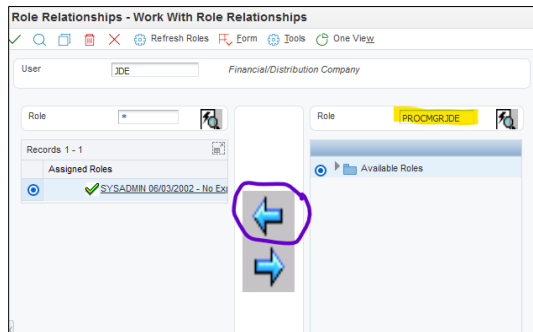 Role Relationships - Work With Role Relationships
Refresh Roles Form Tools One View
User JDE Financial/Distribution Company
Role * Role PROCMGRJDE
Records 1 - 1
Assigned Roles Available Roles
SYSADMIN 06/03/2002 - No Ex